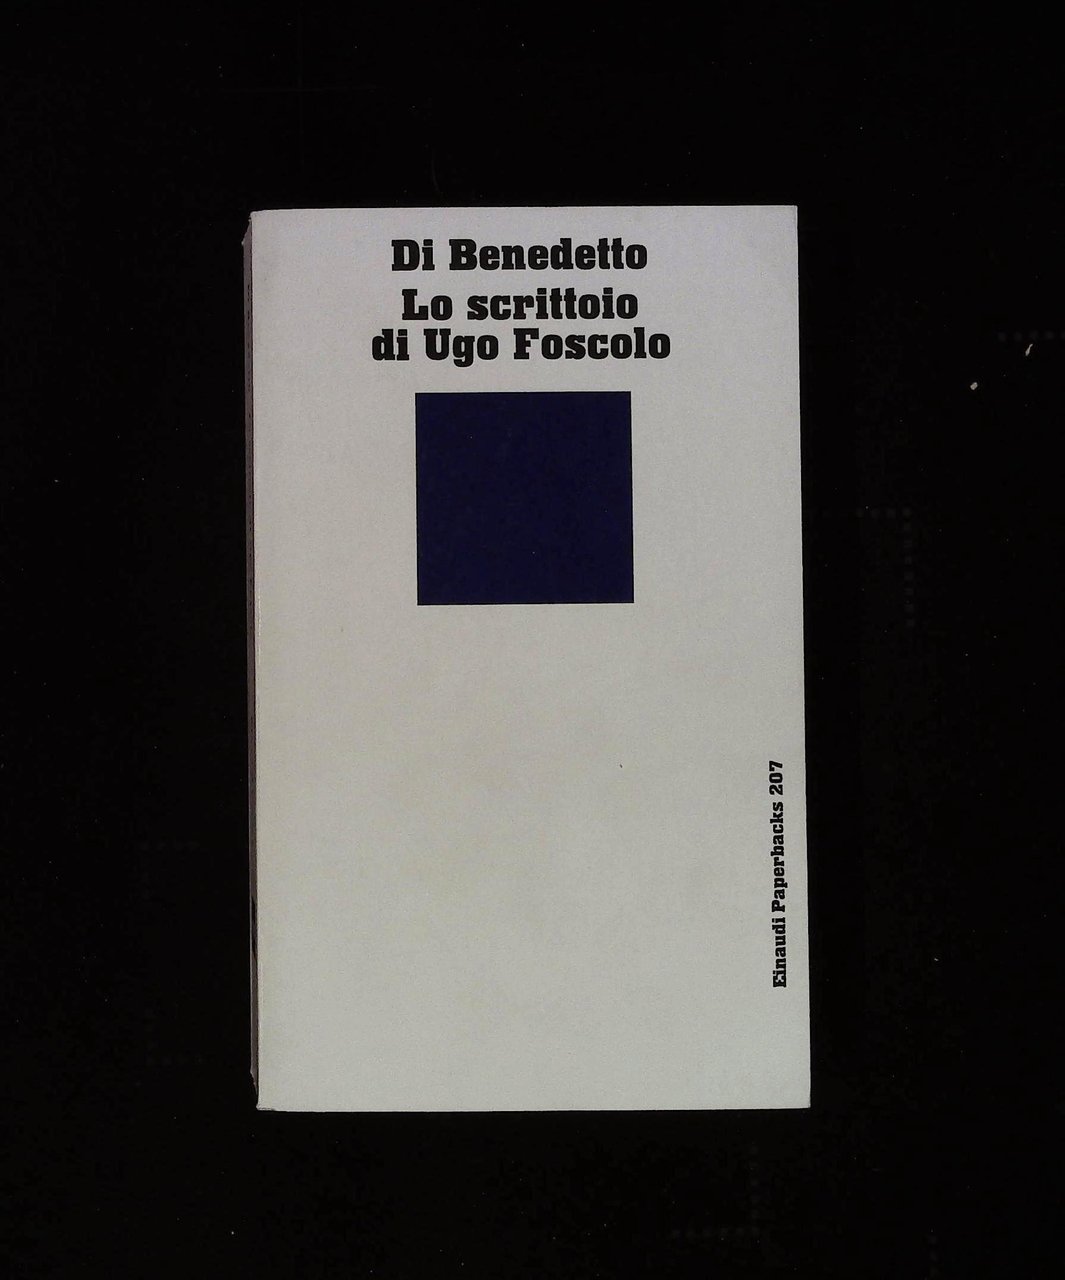 Di Benedetto
Lo scrittoio
di Ugo Foscolo
Einaudi Paperbacks 207